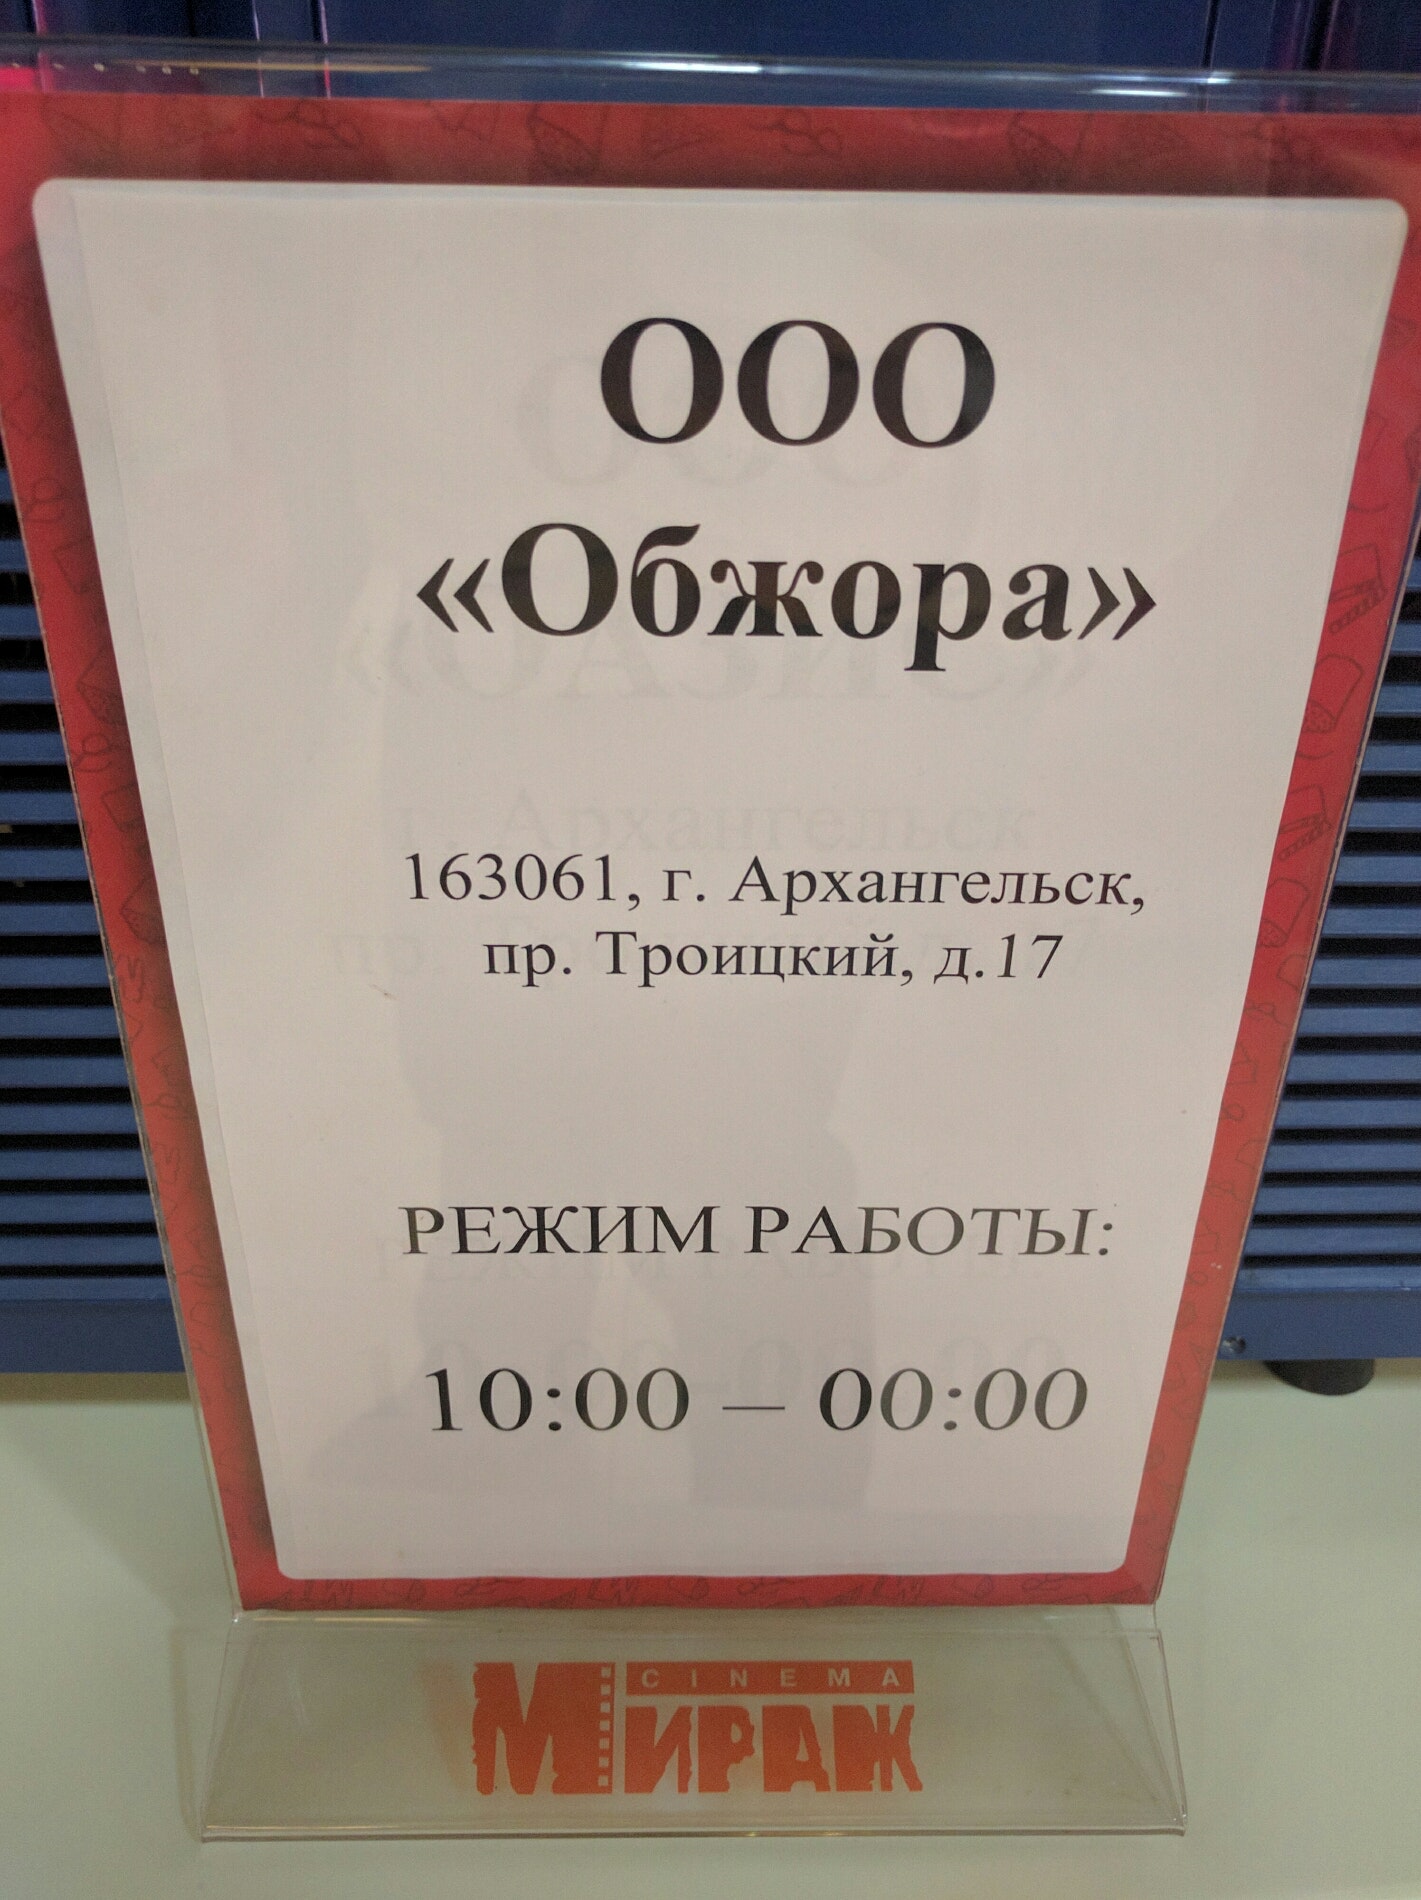 ООО
«Обжора»
163061, г. Архангельск,
пр. Троицкий, д.17
РЕЖИМ РАБОТЫ:
10:00 – 00:00
CINEMA
МИРАЖ